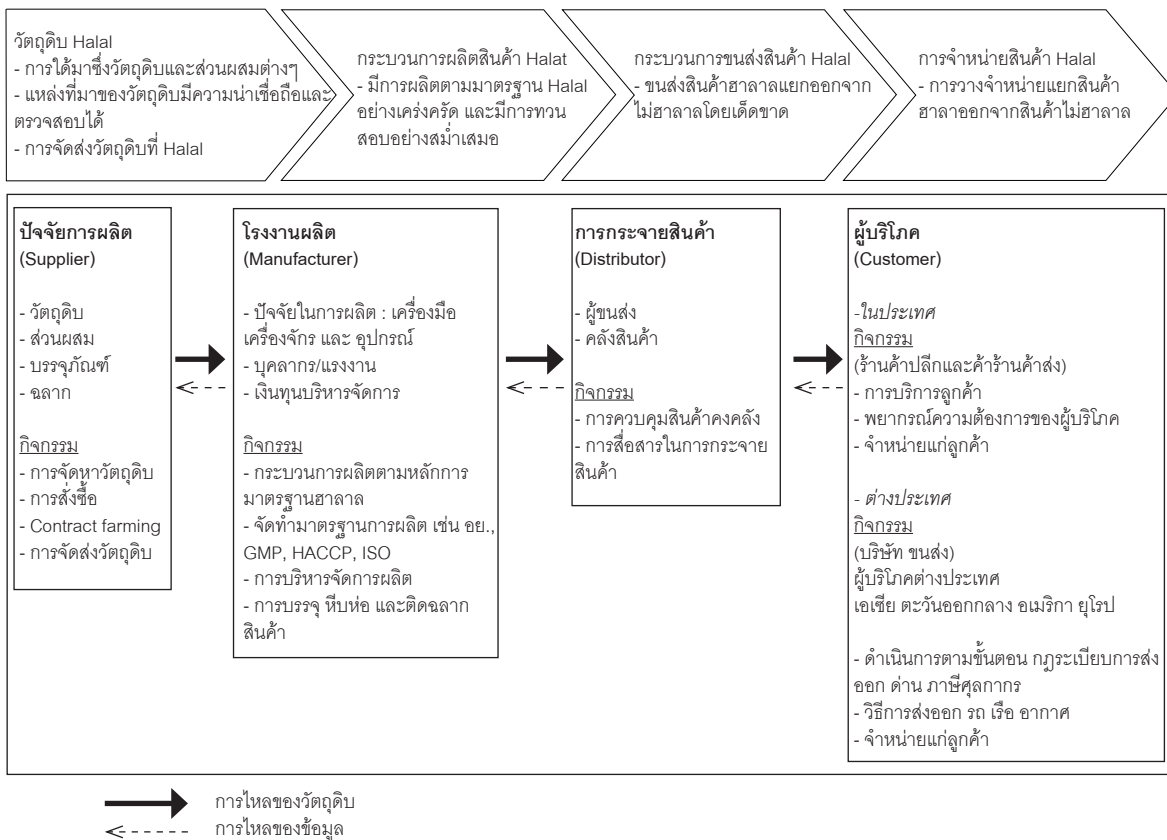 วัตถุดิบ Halal
- การได้มาซึ่งวัตถุดิบและส่วนผสมต่างๆ
- แหล่งที่มาของวัตถุดิบมีความน่าเชื่อถือและ
ตรวจสอบได้
- การจัดส่งวัตถุดิบที่ Halal
กระบวนการผลิตสินค้า Halat
- มีการผลิตตามมาตรฐาน Halal
อย่างเคร่งครัด และมีการทวน
สอบอย่างสม่ำเสมอ
กระบวนการขนส่งสินค้า Halal
- ขนส่งสินค้าฮาลาลแยกออกจาก
ไม่ฮาลาลโดยเด็ดขาด
การจำหน่ายสินค้า Halal
- การวางจำหน่ายแยกสินค้า
ฮาลาออกจากสินค้าไม่ฮาลาล
ปัจจัยการผลิต
(Supplier)
- วัตถุดิบ
- ส่วนผสม
- บรรจุภัณฑ์
- ฉลาก
กิจกรรม
- การจัดหาวัตถุดิบ
- การสั่งซื้อ
- Contract farming
- การจัดส่งวัตถุดิบ
โรงงานผลิต
(Manufacturer)
- ปัจจัยในการผลิต : เครื่องมือ
เครื่องจักร และ อุปกรณ์
- บุคลากร/แรงงาน
- เงินทุนบริหารจัดการ
กิจกรรม
- กระบวนการผลิตตามหลักการ
มาตรฐานฮาลาล
- จัดทำมาตรฐานการผลิต เช่น อย.,
GMP, HACCP, ISO
- การบริหารจัดการผลิต
- การบรรจุ หีบห่อ และติดฉลาก
สินค้า
การกระจายสินค้า
(Distributor)
- ผู้ขนส่ง
- คลังสินค้า
กิจกรรม
- การควบคุมสินค้าคงคลัง
- การสื่อสารในการกระจาย
สินค้า
ผู้บริโภค
(Customer)
-ในประเทศ
กิจกรรม
(ร้านค้าปลีกและค้าร้านค้าส่ง)
- การบริการลูกค้า
- พยากรณ์ความต้องการของผู้บริโภค
- จำหน่ายแก่ลูกค้า
- ต่างประเทศ
กิจกรรม
(บริษัท ขนส่ง)
ผู้บริโภคต่างประเทศ
เอเซีย ตะวันออกกลาง อเมริกา ยุโรป
- ดำเนินการตามขั้นตอน กฎระเบียบการส่ง
ออก ด่าน ภาษีศุลกากร
- วิธีการส่งออก รถ เรือ อากาศ
- จำหน่ายแก่ลูกค้า
การไหลของวัตถุดิบ
การไหลของข้อมูล